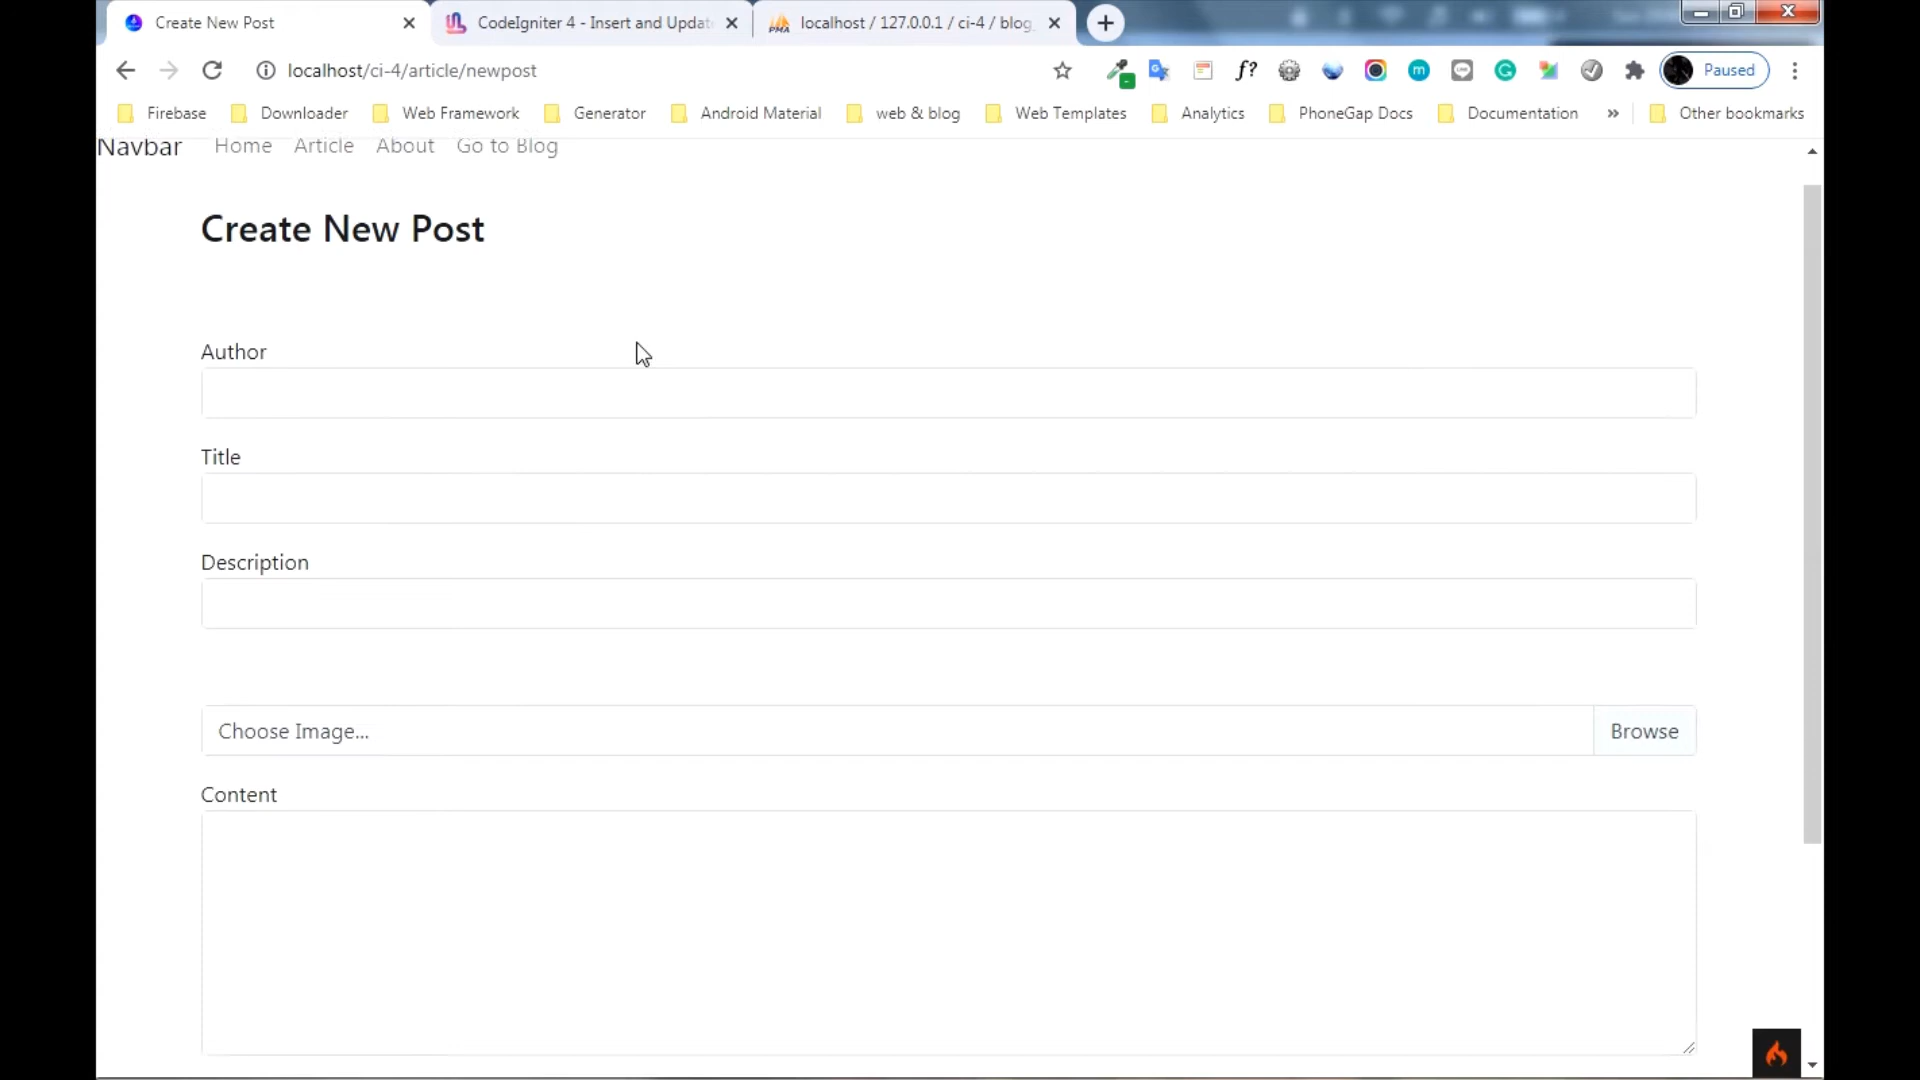 Create New Post
CodeIgniter 4 - Insert and Updat
PMA localhost / 127.0.0.1 / ci-4 / blog_
localhost/ci-4/article/newpost
f?
m
G
Paused
Firebase
Downloader
Web Framework
Generator
Android Material
web & blog
Web Templates
Analytics
PhoneGap Docs
Documentation
»
Other bookmarks
Navbar
Home
Article
About
Go to Blog
Create New Post
Author
Title
Description
Choose Image...
Browse
Content